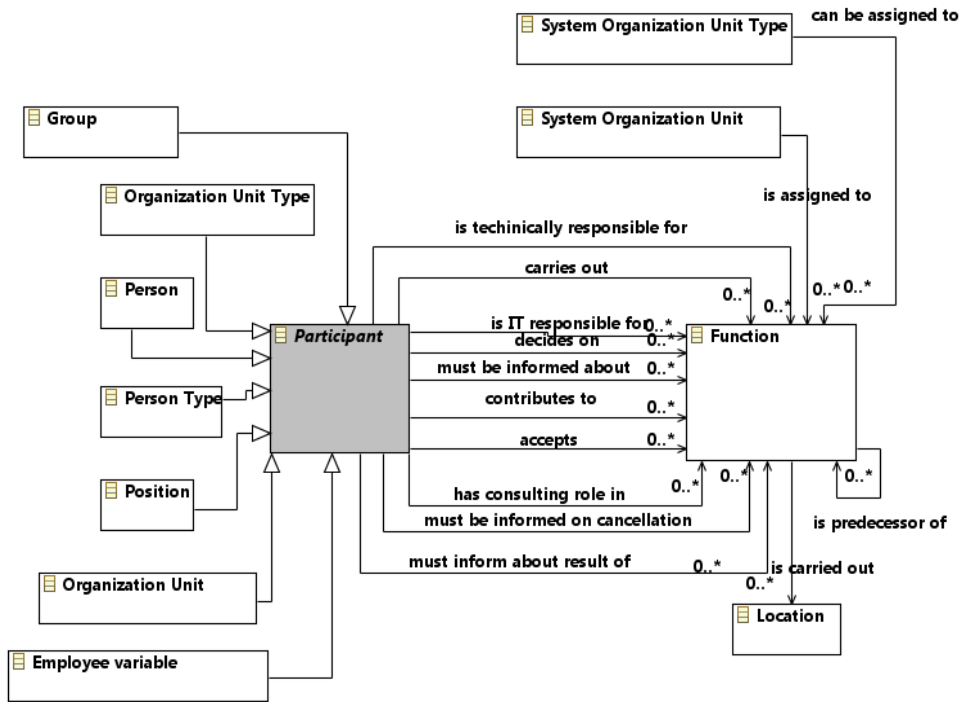 can be assigned to
System Organization Unit Type
Group
System Organization Unit
Organization Unit Type
is assigned to
is techinically responsible for
carries out
Person
0..*
0..*
0..*
0..*
Participant
is IT responsible for
0..*
Function
decides on
0..*
must be informed about
0..*
Person Type
contributes to
0..*
accepts
0..*
Position
has consulting role in
0..*
0..*
0..*
must be informed on cancellation
is predecessor of
must inform about result of
0..*
is carried out
0..*
Organization Unit
Location
Employee variable